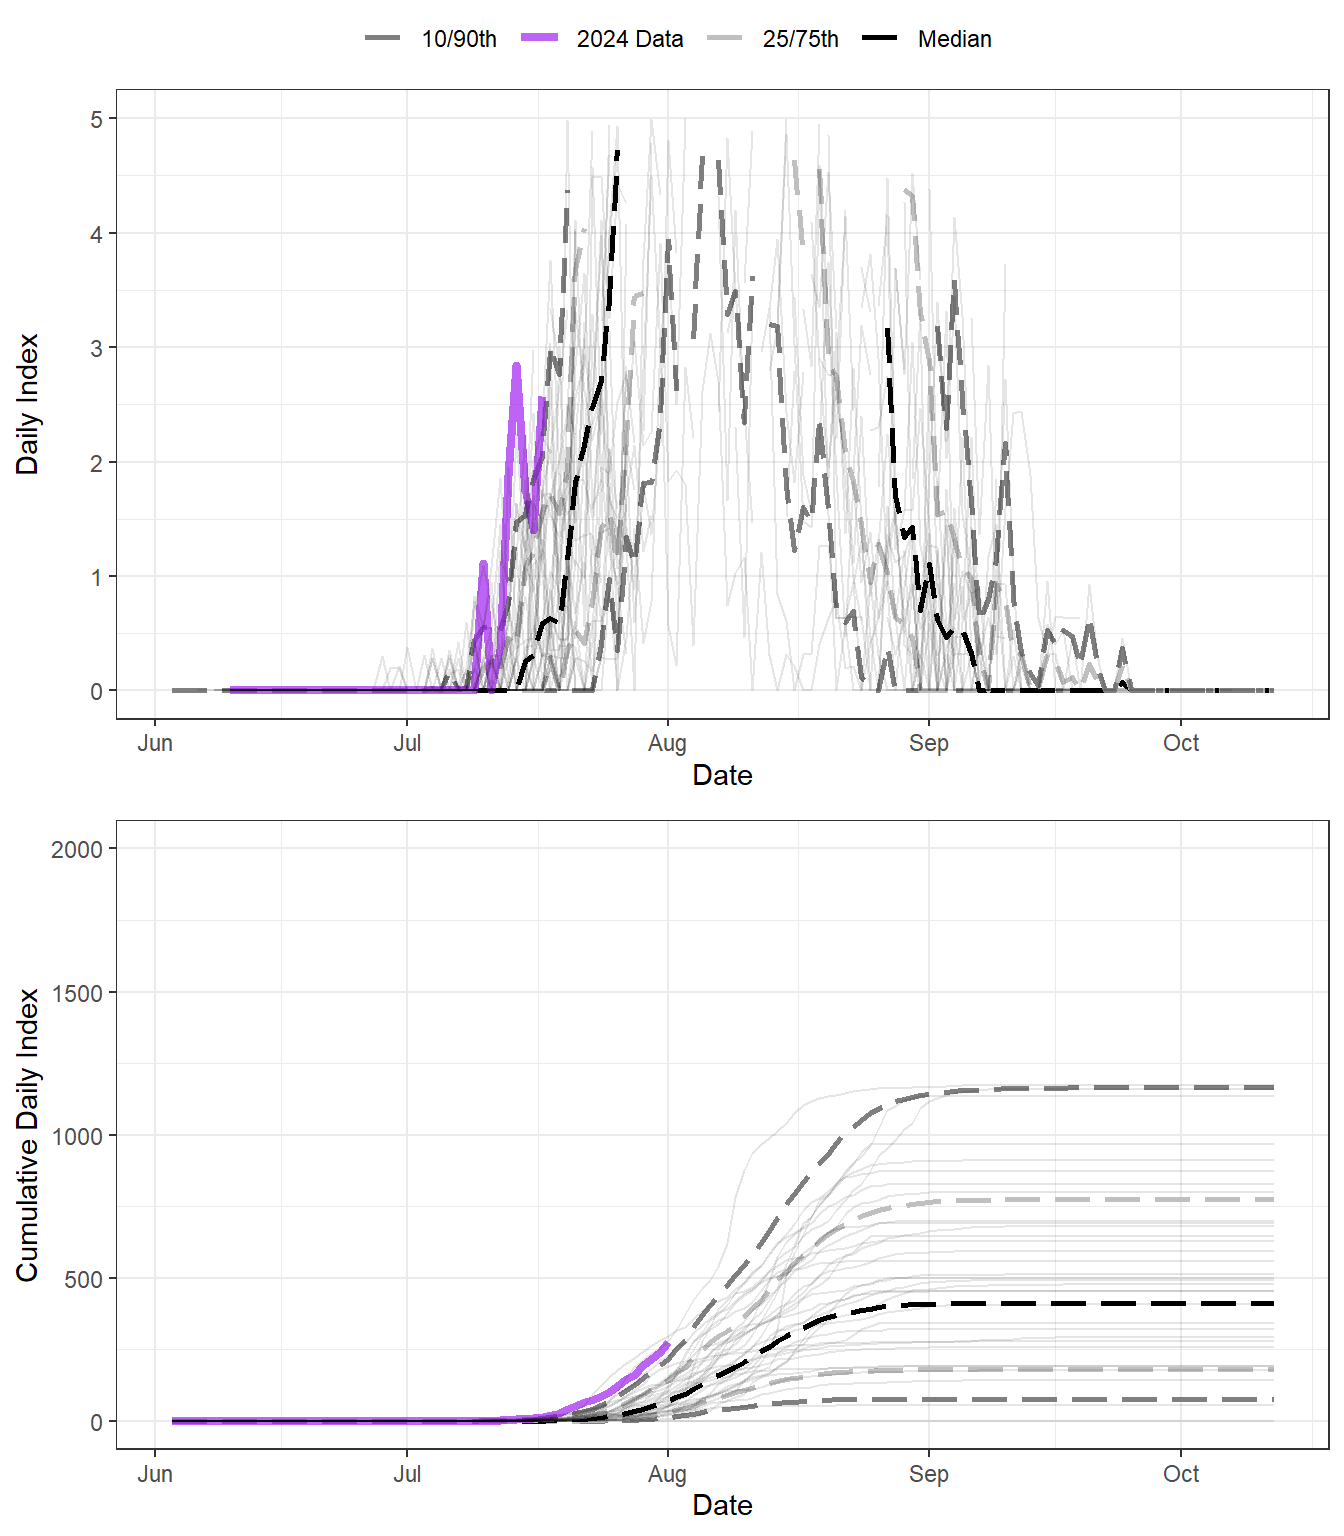 10/90th 2024 Data 25/75th Median
5
4
3
2
1
0
Daily Index
Jun Jul Aug Sep Oct
Date
2000
1500
1000
500
0
Cumulative Daily Index
Jun Jul Aug Sep Oct
Date